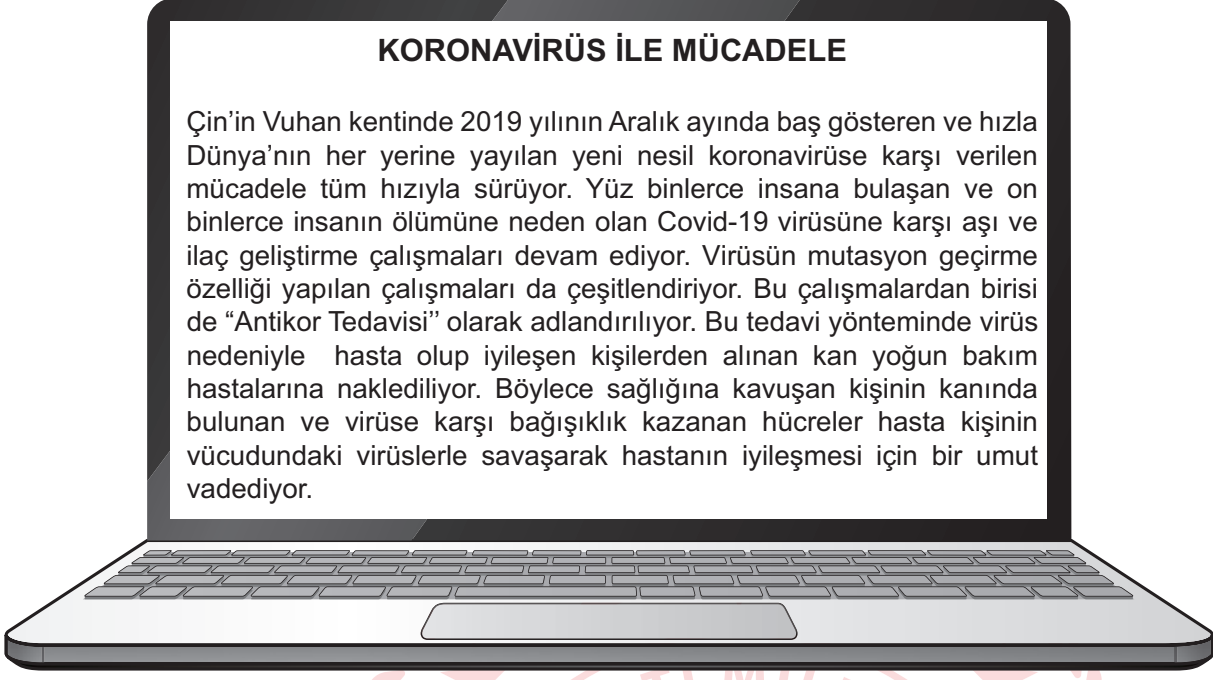 KORONAVİRÜS İLE MÜCADELE
Çin’in Vuhan kentinde 2019 yılının Aralık ayında baş gösteren ve hızla
Dünya’nın her yerine yayılan yeni nesil koronavirüse karşı verilen
mücadele tüm hızıyla sürüyor. Yüz binlerce insana bulaşan ve on
binlerce insanın ölümüne neden olan Covid-19 virüsüne karşı aşı ve
ilaç geliştirme çalışmaları devam ediyor. Virüsün mutasyon geçirme
özelliği yapılan çalışmaları da çeşitlendiriyor. Bu çalışmalardan birisi
de “Antikor Tedavisi’’ olarak adlandırılıyor. Bu tedavi yönteminde virüs
nedeniyle hasta olup iyileşen kişilerden alınan kan yoğun bakım
hastalarına naklediliyor. Böylece sağlığına kavuşan kişinin kanında
bulunan ve virüse karşı bağışıklık kazanan hücreler hasta kişinin
vücudundaki virüslerle savaşarak hastanın iyileşmesi için bir umut
vadediyor.